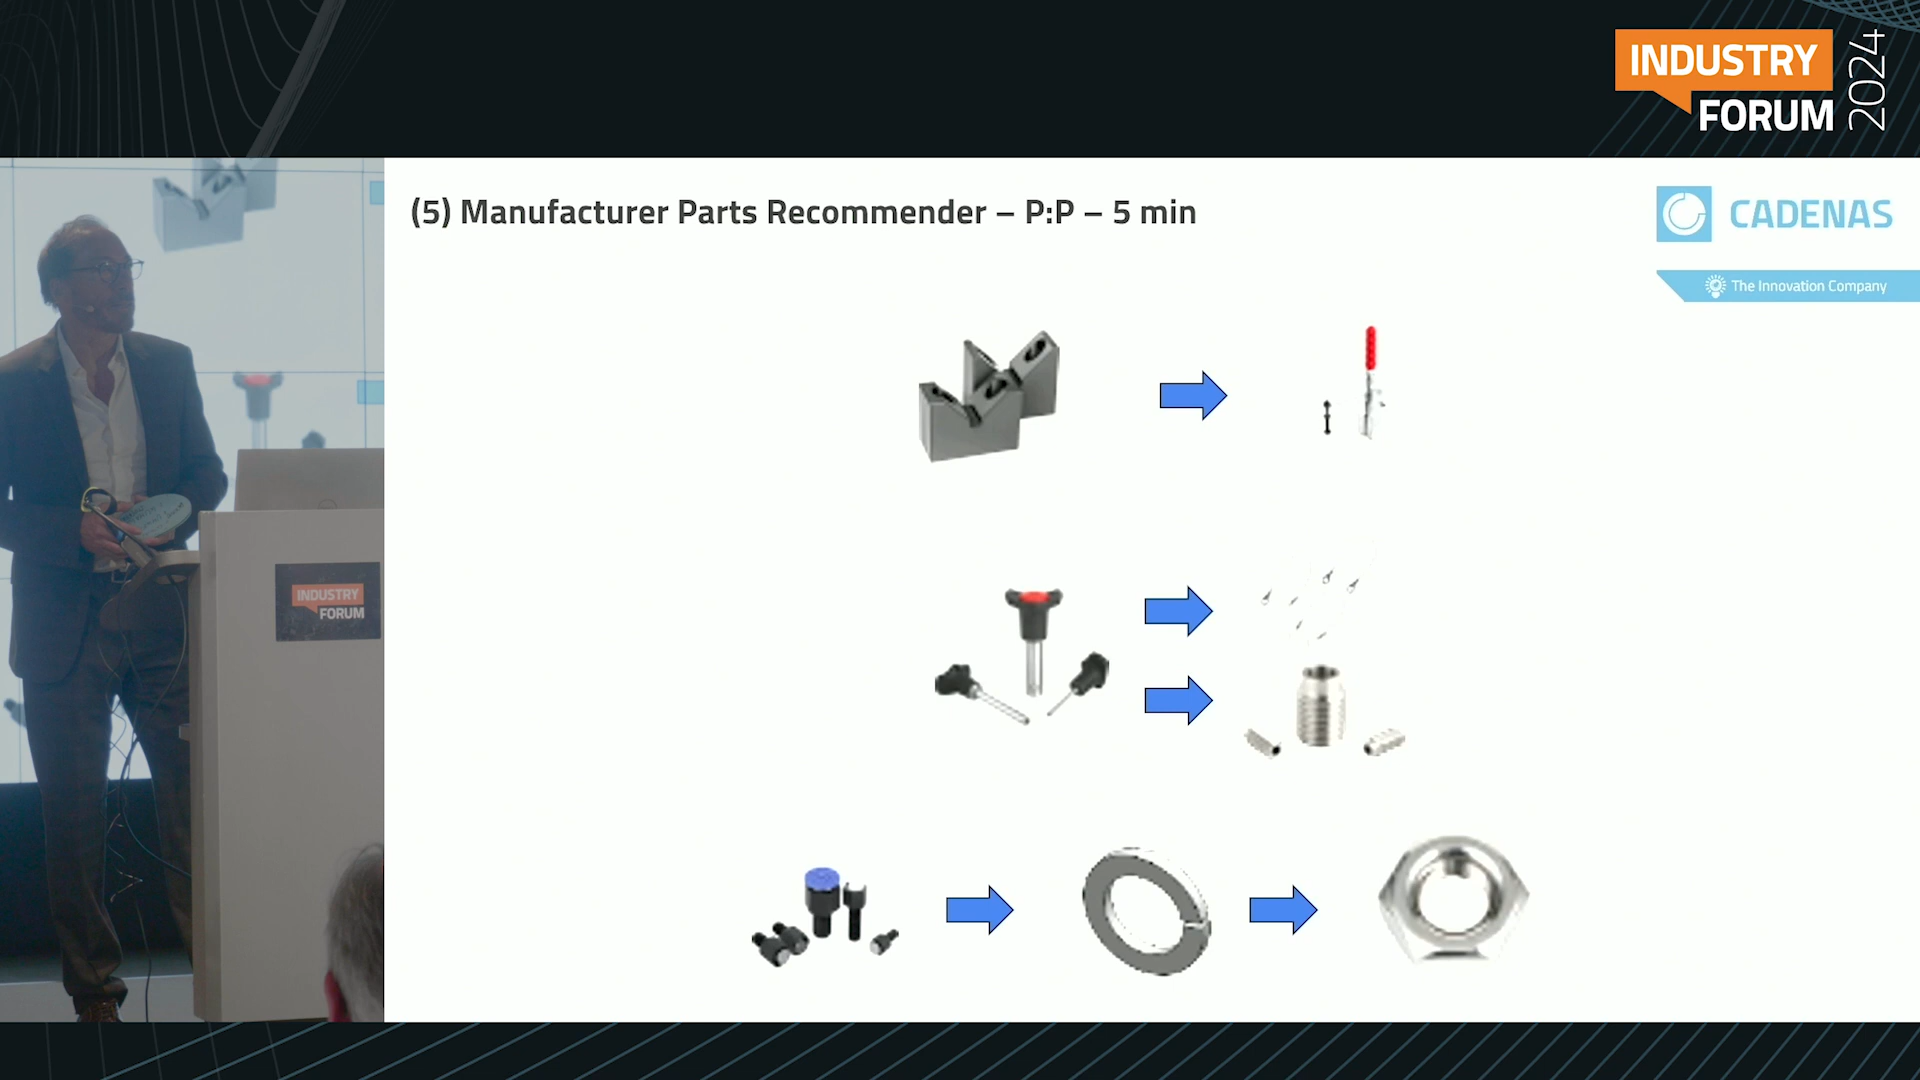 INDUSTRY
FORUM
2024
(5) Manufacturer Parts Recommender – P:P – 5 min
CADENAS
The Innovation Company
INDUSTRY
FORUM